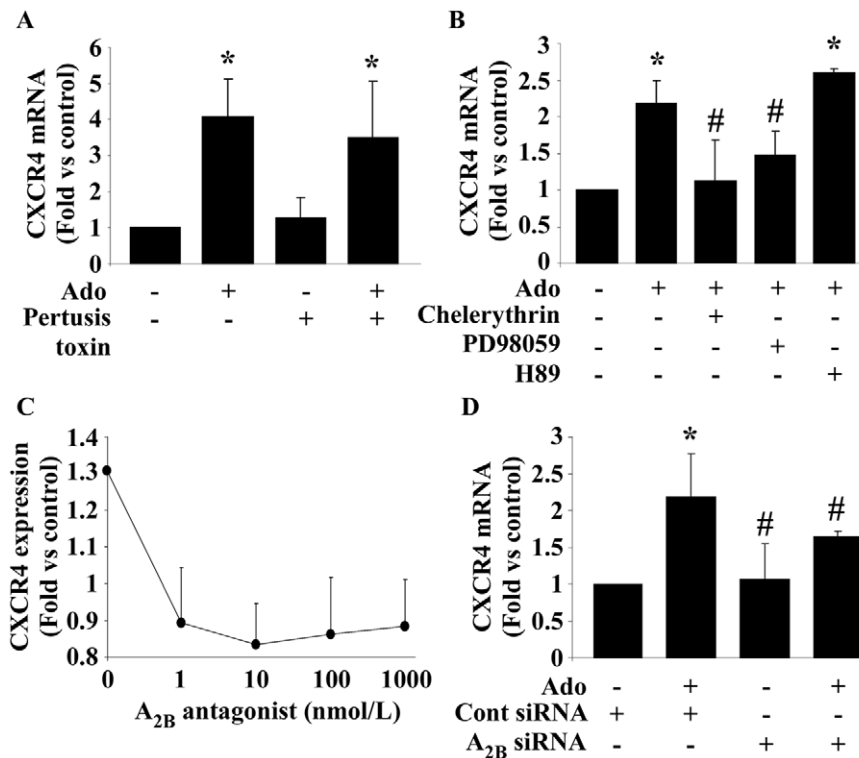 A
CXCR4 mRNA
(Fold vs control)
6
5
4
3
2
1
0
*
*
Ado - + - +
Pertusis - - + +
toxin
B
CXCR4 mRNA
(Fold vs control)
3
2.5
2
1.5
1
0.5
0
*
#
#
*
Ado - + + + +
Chelerythrin - - + - -
PD98059 - - - + -
H89 - - - - +
C
CXCR4 expression
(Fold vs control)
1.4
1.3
1.2
1.1
1
0.9
0.8
0 1 10 100 1000
A2B antagonist (nmol/L)
D
CXCR4 mRNA
(Fold vs control)
3
2.5
2
1.5
1
0.5
0
*
#
#
Ado - + - +
Cont siRNA + + - -
A2B siRNA - - + +